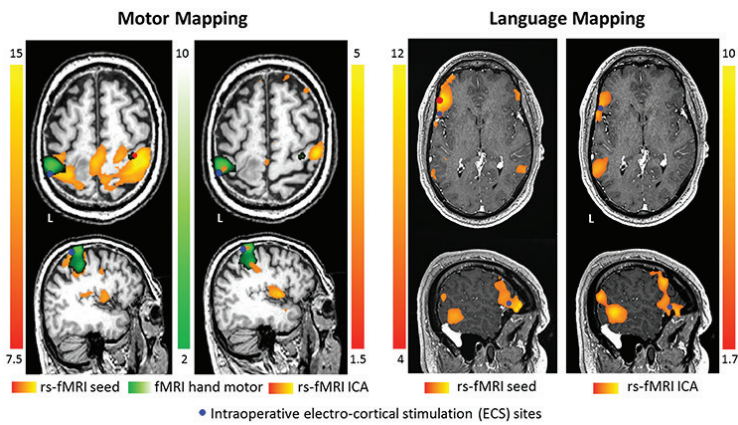 Motor Mapping
Language Mapping
15
10
5
12
10
L
L
7.5
2
1.5
4
1.7
rs-fMRI seed
fMRI hand motor
rs-fMRI ICA
rs-fMRI seed
rs-fMRI ICA
Intraoperative electro-cortical stimulation (ECS) sites